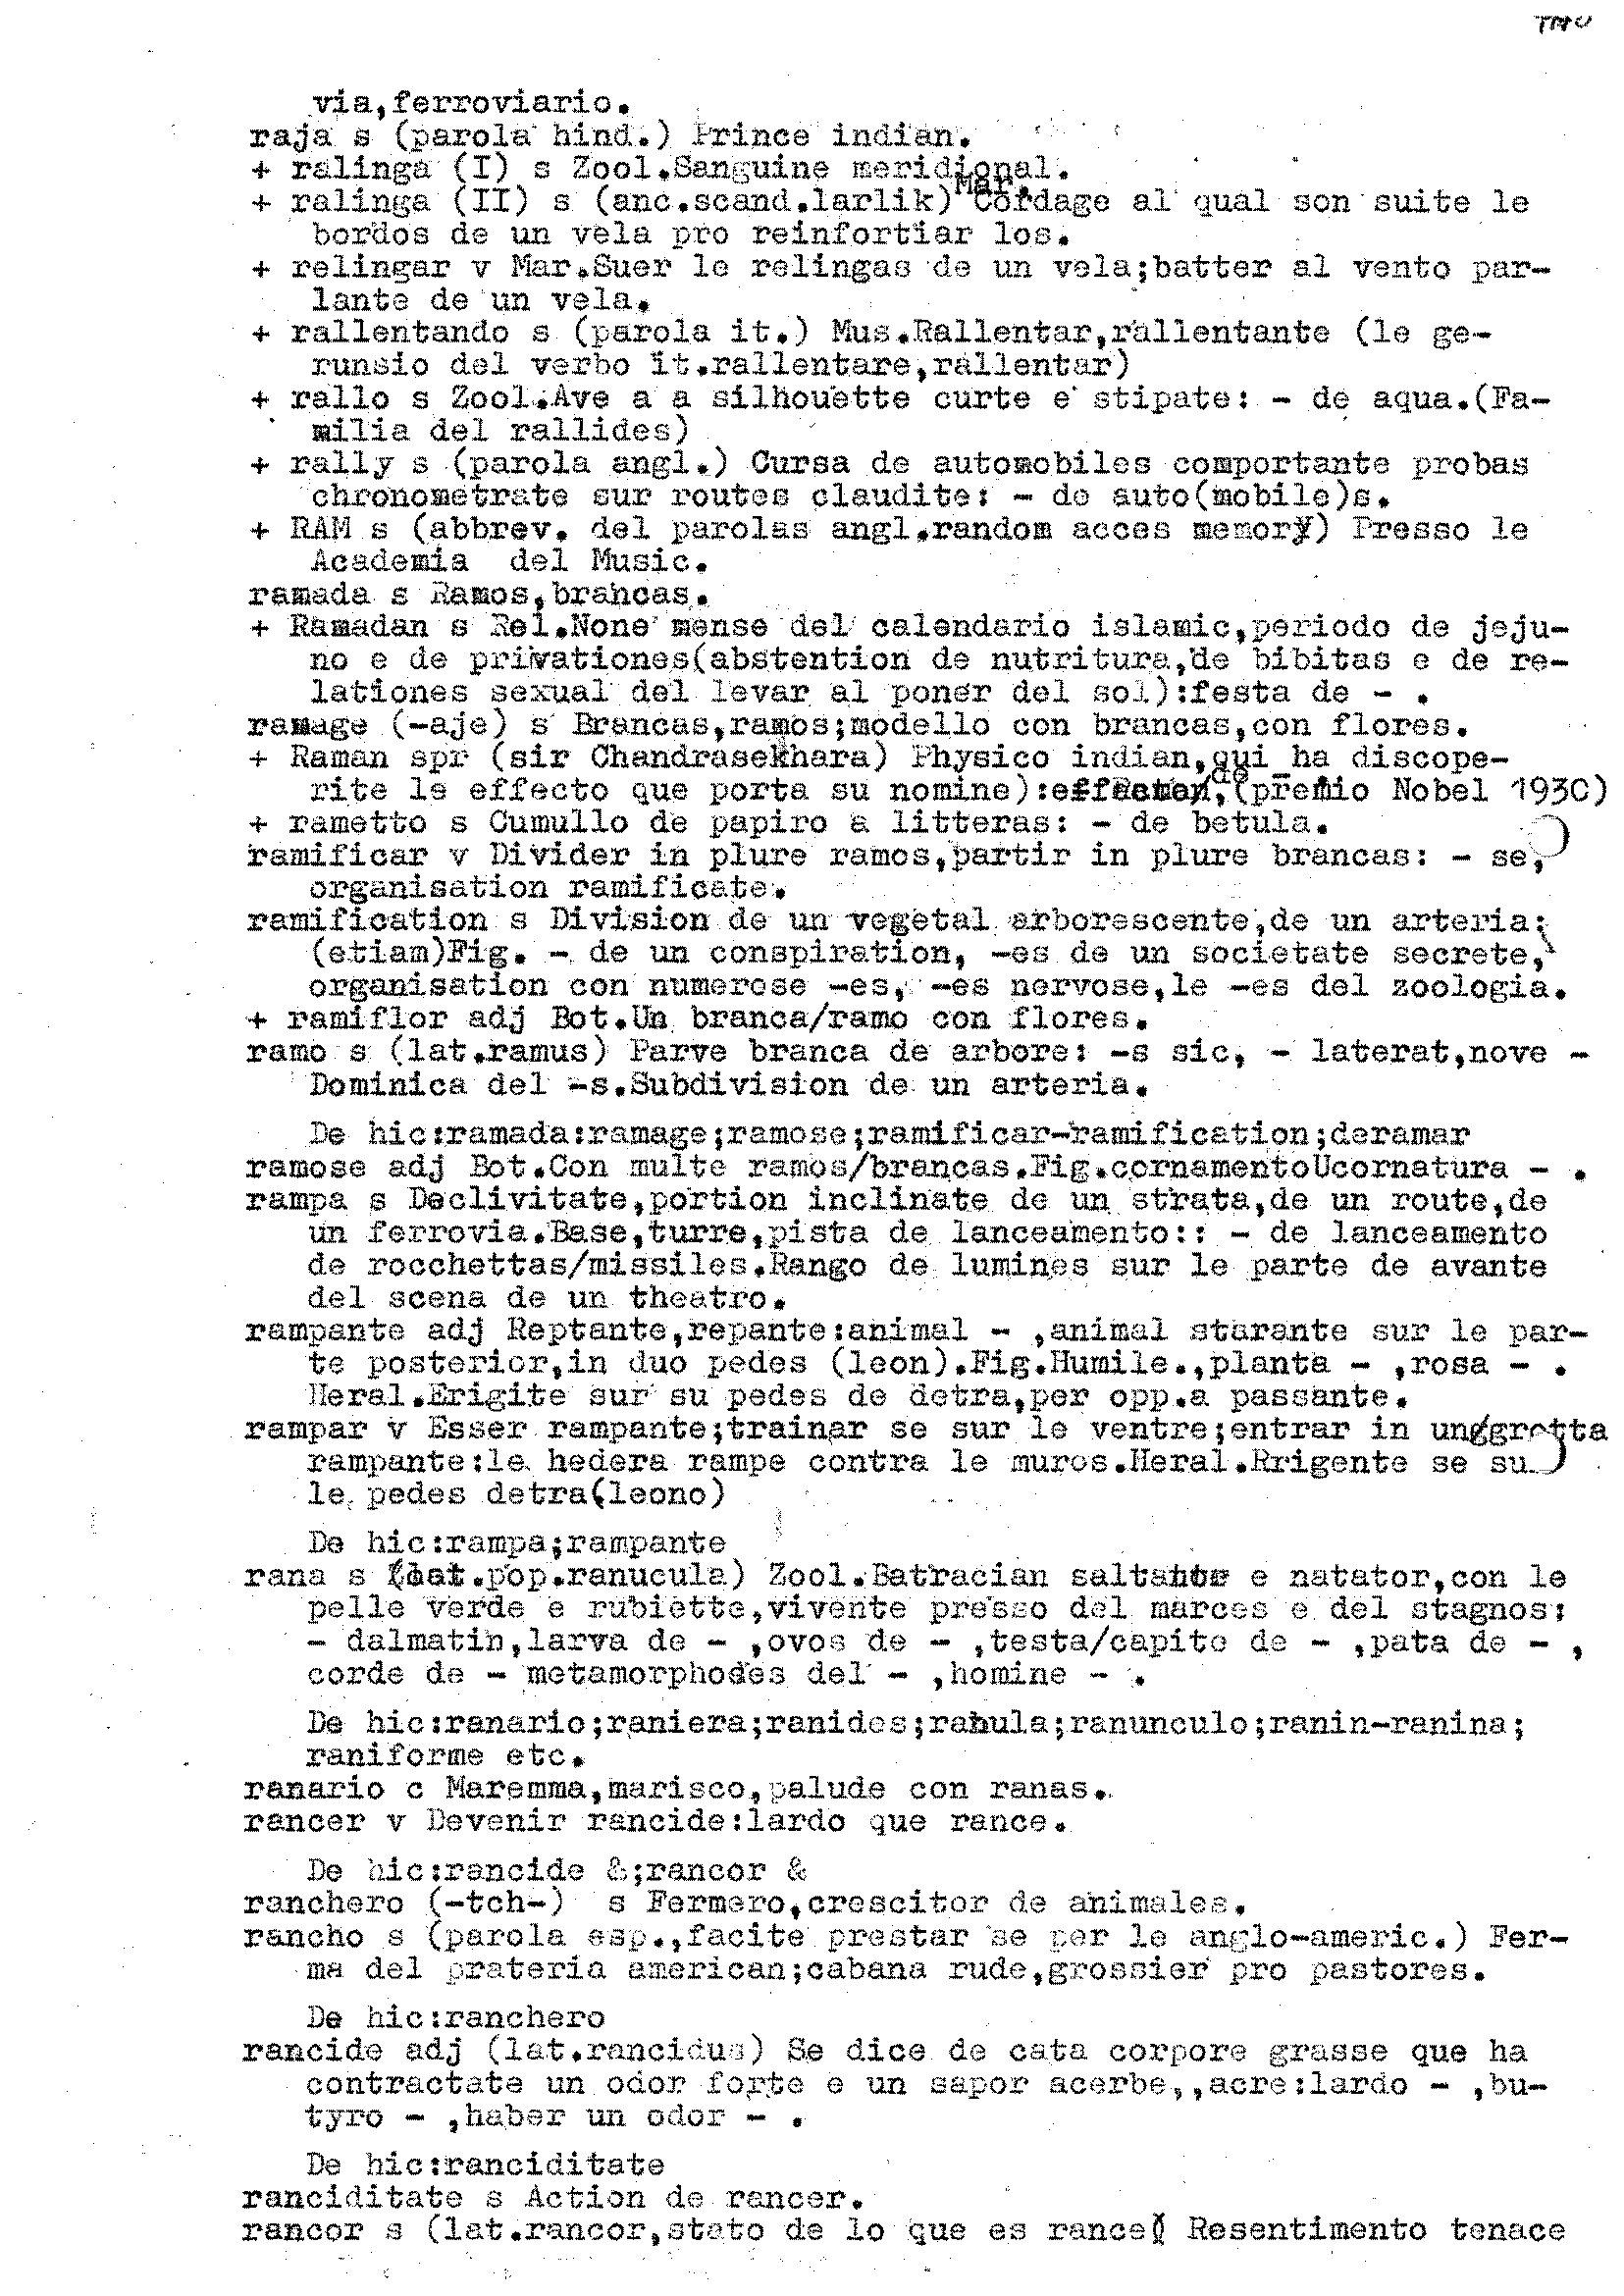 via,ferroviario.
raja s (parola hind.) Prince indian.
+ ralinga (I) s Zool.Sanguine meridional.
+ ralinga (II) s (anc.scand.larlik) Mar. Cordage al qual son suite le
bordos de un vela pro reinfortiar los.
+ relingar v Mar.Suer le relingas de un vela;batter al vento par-
lante de un vela.
+ rallentando s (parola it.) Mus.Rallentar,rallentante (le ge-
runsio del verbo it.rallentare,rallentar)
+ rallo s Zool.Ave a a silhouette curte e stipate: - de aqua.(Fa-
milia del rallides)
+ rally s (parola angl.) Cursa de automobiles comportante probas
chronometrate sur routes claudite: - de auto(mobile)s.
+ RAM s (abbrev. del parolas angl.random acces memory) Presso le
Academia del Music.
ramada s Ramos,brancas.
+ Ramadan s Rel.None mense del calendario islamic,periodo de jeju-
no e de privationes(abstention de nutritura,de bibitas e de re-
lationes sexual del levar al poner del sol):festa de - .
ramage (-aje) s Brancas,ramos;modello con brancas,con flores.
+ Raman spr (sir Chandrasekhara) Physico indian,qui ha discope-
rite le effecto que porta su nomine): de (premio Nobel 1930)
+ rametto s Cumullo de papiro a litteras: - de betula.
ramificar v Divider in plure ramos,partir in plure brancas: - se,
organisation ramificate.
ramification s Division de un vegetal arborescente,de un arteria;
(etiam)Fig. - de un conspiration, -es de un societate secrete,
organisation con numerose -es, -es nervose,le -es del zoologia.
+ ramiflor adj Bot.Un branca/ramo con flores.
ramo s (lat.ramus) Parve branca de arbore: -s sic, - laterat,nove -
Dominica del -s.Subdivision de un arteria.
De hic:ramada:ramage;ramose;ramificar-ramification;deramar
ramose adj Bot.Con multe ramos/brancas.Fig.cornamentoUcornatura - .
rampa s Declivitate,portion inclinate de un strata,de un route,de
un ferrovia.Base,turre,pista de lanceamento:: - de lanceamento
de rocchettas/missiles.Rango de lumines sur le parte de avante
del scena de un theatro.
rampante adj Reptante,repante:animal - ,animal starante sur le par-
te posterior,in duo pedes (leon).Fig.Humile.,planta - ,rosa - .
Heral.Erigite sur su pedes de detra,per opp.a passante.
rampar v Esser rampante;trainar se sur le ventre;entrar in un grotta
rampante:le hedera rampe contra le muros.Heral.Rrigente se su
le pedes detra(leono)
De hic:rampa;rampante
rana s (lat.pop.ranucula) Zool.Batracian saltator e natator,con le
pelle verde e rubiette,vivente presso del marces e del stagnos:
- dalmatin,larva de - ,ovos de - ,testa/capite de - ,pata de - ,
corde de - metamorphoses del - ,homine - .
De hic:ranario;raniera;ranides;ranula;ranunculo;ranin-ranina;
raniforme etc.
ranario c Maremma,marisco,palude con ranas.
rancer v Devenir rancide:lardo que rance.
De hic:rancide &;rancor &
ranchero (-tch-) s Fermero,crescitor de animales.
rancho s (parola esp.,facite prestar se per le anglo-americ.) Fer-
ma del prateria american;cabana rude,grossier pro pastores.
De hic:ranchero
rancide adj (lat.rancidus) Se dice de cata corpore grasse que ha
contractate un odor forte e un sapor acerbe,,acre:lardo - ,bu-
tyro - ,haber un odor - .
De hic:ranciditate
ranciditate s Action de rancer.
rancor s (lat.rancor,stato de lo que es rance) Resentimento tenace